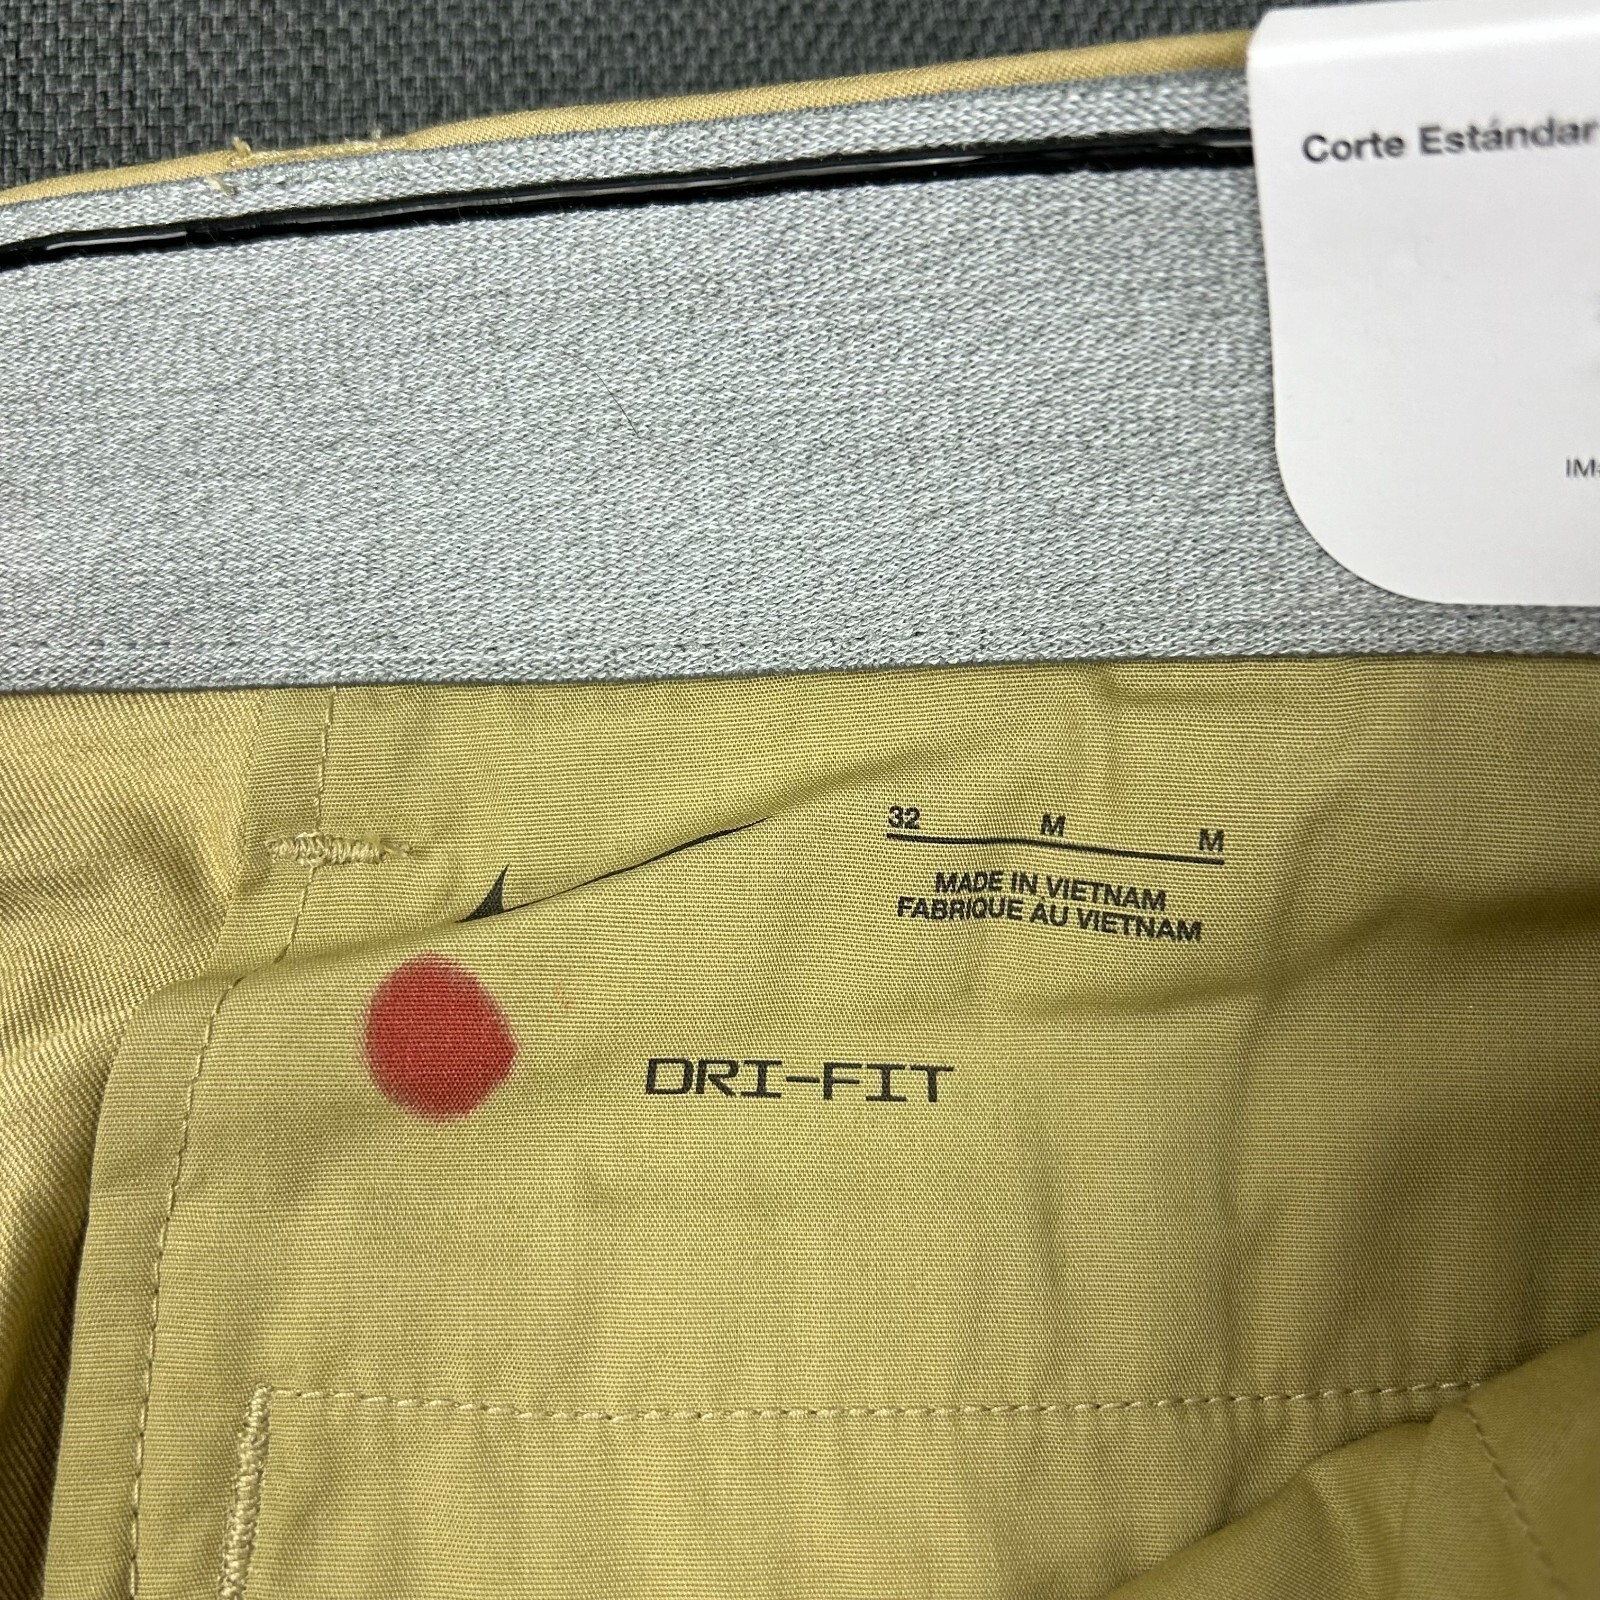 Corte Estándar
32 M M
MADE IN VIETNAM
FABRIQUE AU VIETNAM
DRI-FIT